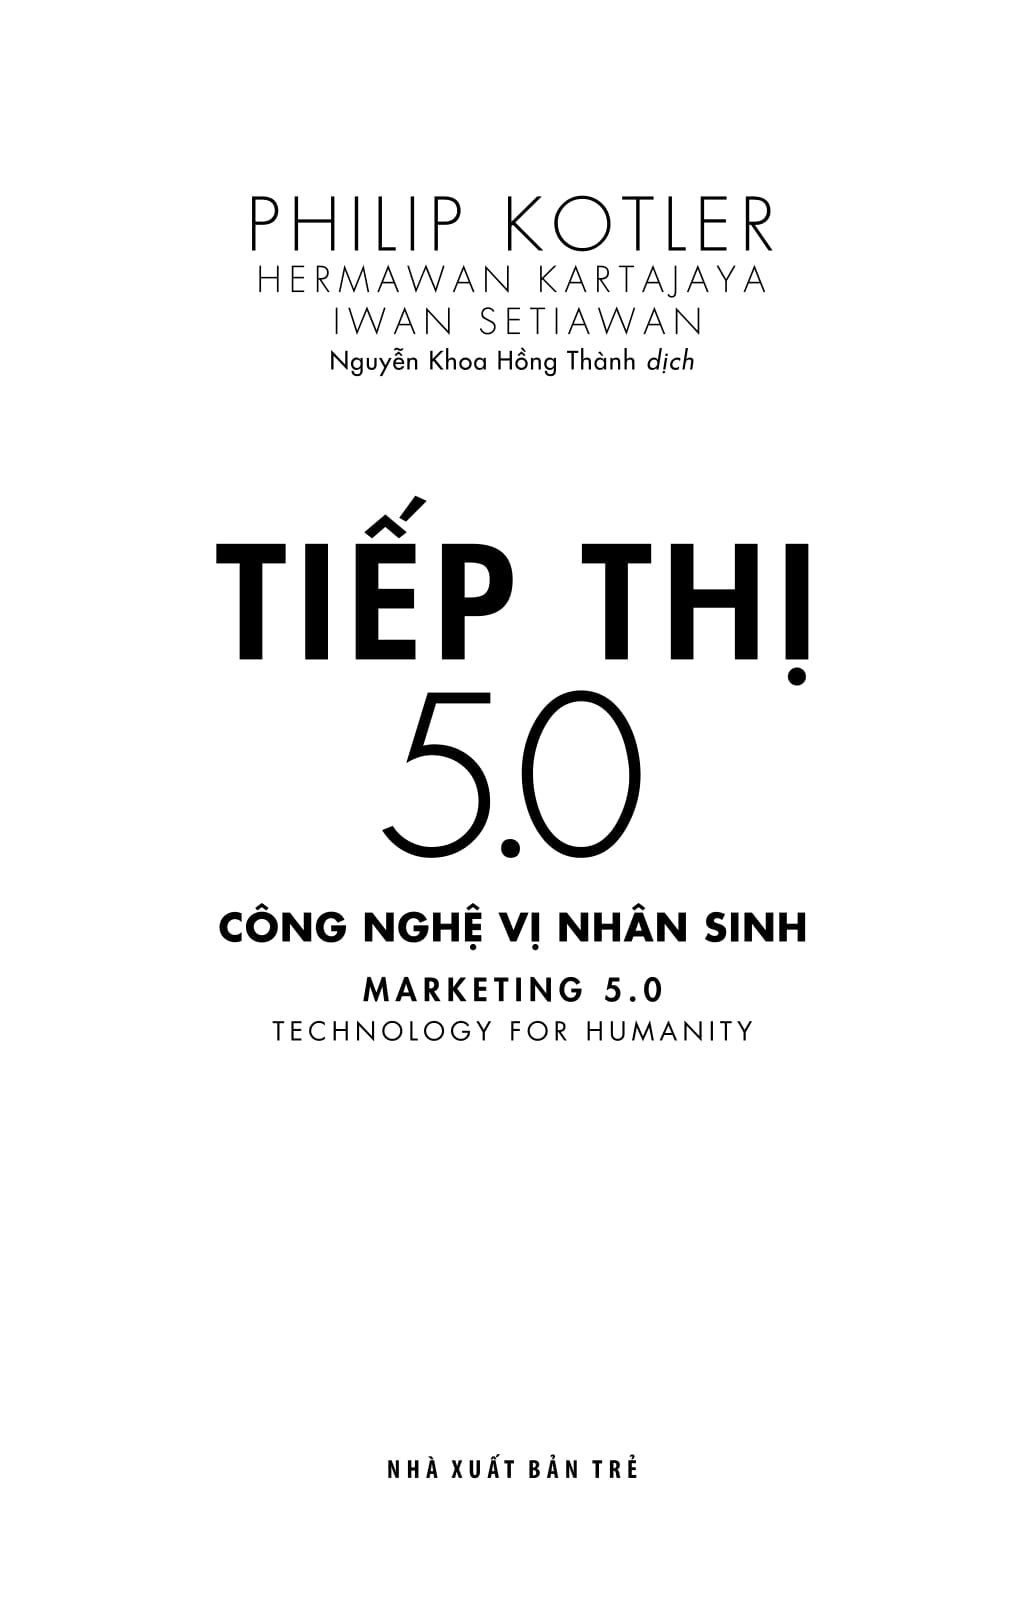 PHILIP KOTLER
HERMAWAN KARTAJAYA
IWAN SETIAWAN
Nguyễn Khoa Hồng Thành dịch
TIẾP THỊ
5.0
CÔNG NGHỆ VỊ NHÂN SINH
MARKETING 5.0
TECHNOLOGY FOR HUMANITY
NHÀ XUẤT BẢN TRẺ